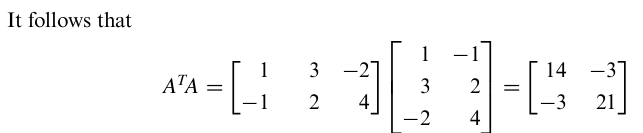 It follows that
AᵀA = [1 3 −2; −1 2 4] [1 −1; 3 2; −2 4] = [14 −3; −3 21]